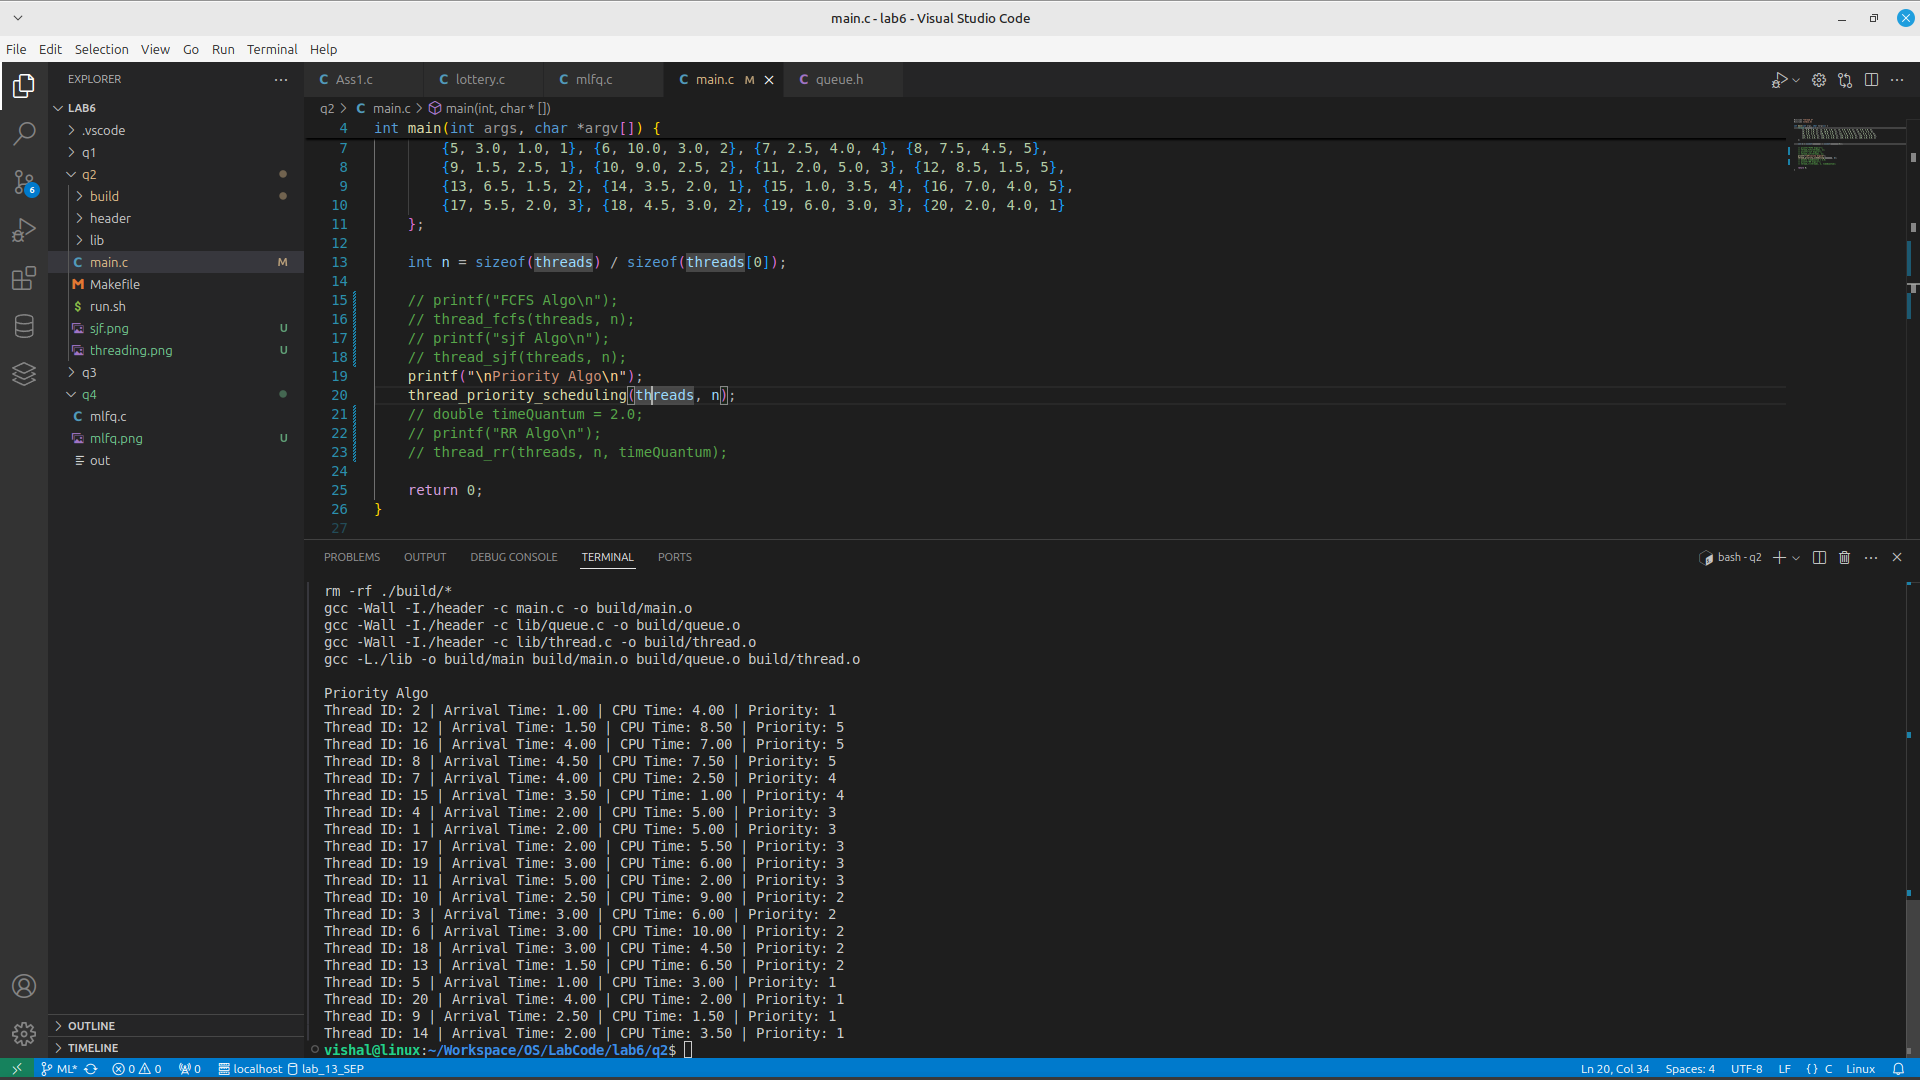 main.c - lab6 - Visual Studio Code
File Edit Selection View Go Run Terminal Help
EXPLORER
LAB6
.vscode
q1
q2
build
header
lib
main.c M
Makefile
run.sh
sjf.png U
threading.png U
q3
q4
mlfq.c
mlfq.png U
out
OUTLINE
TIMELINE
6
Ass1.c lottery.c mlfq.c main.c M queue.h
q2 > main.c > main(int, char * [])
4 int main(int args, char *argv[]) {
7 {5, 3.0, 1.0, 1}, {6, 10.0, 3.0, 2}, {7, 2.5, 4.0, 4}, {8, 7.5, 4.5, 5},
8 {9, 1.5, 2.5, 1}, {10, 9.0, 2.5, 2}, {11, 2.0, 5.0, 3}, {12, 8.5, 1.5, 5},
9 {13, 6.5, 1.5, 2}, {14, 3.5, 2.0, 1}, {15, 1.0, 3.5, 4}, {16, 7.0, 4.0, 5},
10 {17, 5.5, 2.0, 3}, {18, 4.5, 3.0, 2}, {19, 6.0, 3.0, 3}, {20, 2.0, 4.0, 1}
11 };
12
13 int n = sizeof(threads) / sizeof(threads[0]);
14
15 // printf("FCFS Algo\n");
16 // thread_fcfs(threads, n);
17 // printf("sjf Algo\n");
18 // thread_sjf(threads, n);
19 printf("\nPriority Algo\n");
20 thread_priority_scheduling(threads, n);
21 // double timeQuantum = 2.0;
22 // printf("RR Algo\n");
23 // thread_rr(threads, n, timeQuantum);
24
25 return 0;
26 }
27
PROBLEMS OUTPUT DEBUG CONSOLE TERMINAL PORTS
bash - q2
rm -rf ./build/*
gcc -Wall -I./header -c main.c -o build/main.o
gcc -Wall -I./header -c lib/queue.c -o build/queue.o
gcc -Wall -I./header -c lib/thread.c -o build/thread.o
gcc -L./lib -o build/main build/main.o build/queue.o build/thread.o
Priority Algo
Thread ID: 2 | Arrival Time: 1.00 | CPU Time: 4.00 | Priority: 1
Thread ID: 12 | Arrival Time: 1.50 | CPU Time: 8.50 | Priority: 5
Thread ID: 16 | Arrival Time: 4.00 | CPU Time: 7.00 | Priority: 5
Thread ID: 8 | Arrival Time: 4.50 | CPU Time: 7.50 | Priority: 5
Thread ID: 7 | Arrival Time: 4.00 | CPU Time: 2.50 | Priority: 4
Thread ID: 15 | Arrival Time: 3.50 | CPU Time: 1.00 | Priority: 4
Thread ID: 4 | Arrival Time: 2.00 | CPU Time: 5.00 | Priority: 3
Thread ID: 1 | Arrival Time: 2.00 | CPU Time: 5.00 | Priority: 3
Thread ID: 17 | Arrival Time: 2.00 | CPU Time: 5.50 | Priority: 3
Thread ID: 19 | Arrival Time: 3.00 | CPU Time: 6.00 | Priority: 3
Thread ID: 11 | Arrival Time: 5.00 | CPU Time: 2.00 | Priority: 3
Thread ID: 10 | Arrival Time: 2.50 | CPU Time: 9.00 | Priority: 2
Thread ID: 3 | Arrival Time: 3.00 | CPU Time: 6.00 | Priority: 2
Thread ID: 6 | Arrival Time: 3.00 | CPU Time: 10.00 | Priority: 2
Thread ID: 18 | Arrival Time: 3.00 | CPU Time: 4.50 | Priority: 2
Thread ID: 13 | Arrival Time: 1.50 | CPU Time: 6.50 | Priority: 2
Thread ID: 5 | Arrival Time: 1.00 | CPU Time: 3.00 | Priority: 1
Thread ID: 20 | Arrival Time: 4.00 | CPU Time: 2.00 | Priority: 1
Thread ID: 9 | Arrival Time: 2.50 | CPU Time: 1.50 | Priority: 1
Thread ID: 14 | Arrival Time: 2.00 | CPU Time: 3.50 | Priority: 1
vishal@linux:~/Workspace/OS/LabCode/lab6/q2$
ML* 0 0 0 localhost lab_13_SEP Ln 20, Col 34 Spaces: 4 UTF-8 LF {} C Linux